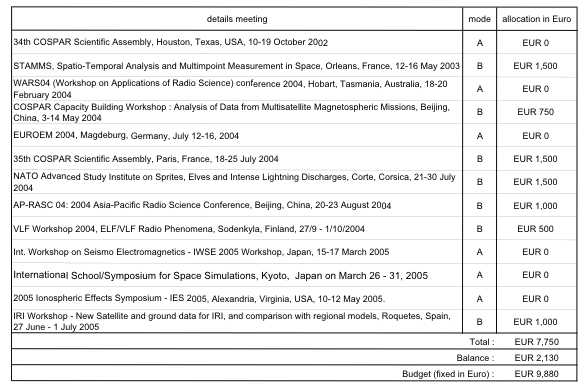 details meeting mode allocation in Euro
34th COSPAR Scientific Assembly, Houston, Texas, USA, 10-19 October 2002 A EUR 0
STAMMS, Spatio-Temporal Analysis and Multimpoint Measurement in Space, Orleans, France, 12-16 May 2003 B EUR 1,500
WARS04 (Workshop on Applications of Radio Science) conference 2004, Hobart, Tasmania, Australia, 18-20
February 2004 A EUR 0
COSPAR Capacity Building Workshop : Analysis of Data from Multisatellite Magnetospheric Missions, Beijing,
China, 3-14 May 2004 B EUR 750
EUROEM 2004, Magdeburg, Germany, July 12-16, 2004 A EUR 0
35th COSPAR Scientific Assembly, Paris, France, 18-25 July 2004 B EUR 1,500
NATO Advanced Study Institute on Sprites, Elves and Intense Lightning Discharges, Corte, Corsica, 21-30 July
2004 B EUR 1,500
AP-RASC 04: 2004 Asia-Pacific Radio Science Conference, Beijing, China, 20-23 August 2004 B EUR 1,000
VLF Workshop 2004, ELF/VLF Radio Phenomena, Sodenkyla, Finland, 27/9 - 1/10/2004 B EUR 500
Int. Workshop on Seismo Electromagnetics - IWSE 2005 Workshop, Japan, 15-17 March 2005 A EUR 0
International School/Symposium for Space Simulations, Kyoto, Japan on March 26 - 31, 2005 A EUR 0
2005 Ionospheric Effects Symposium - IES 2005, Alexandria, Virginia, USA, 10-12 May 2005. A EUR 0
IRI Workshop - New Satellite and ground data for IRI, and comparison with regional models, Roquetes, Spain,
27 June - 1 July 2005 B EUR 1,000
Total : EUR 7,750
Balance : EUR 2,130
Budget (fixed in Euro) : EUR 9,880